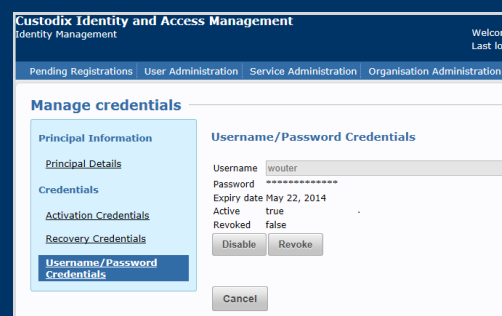 Custodix Identity and Access Management
Identity Management
Welco
Last lo
Pending Registrations User Administration Service Administration Organisation Administration
Manage credentials
Principal Information
Principal Details
Credentials
Activation Credentials
Recovery Credentials
Username/Password
Credentials
Username/Password Credentials
Username wouter
Password *************
Expiry date May 22, 2014
Active true
Revoked false
Disable Revoke
Cancel